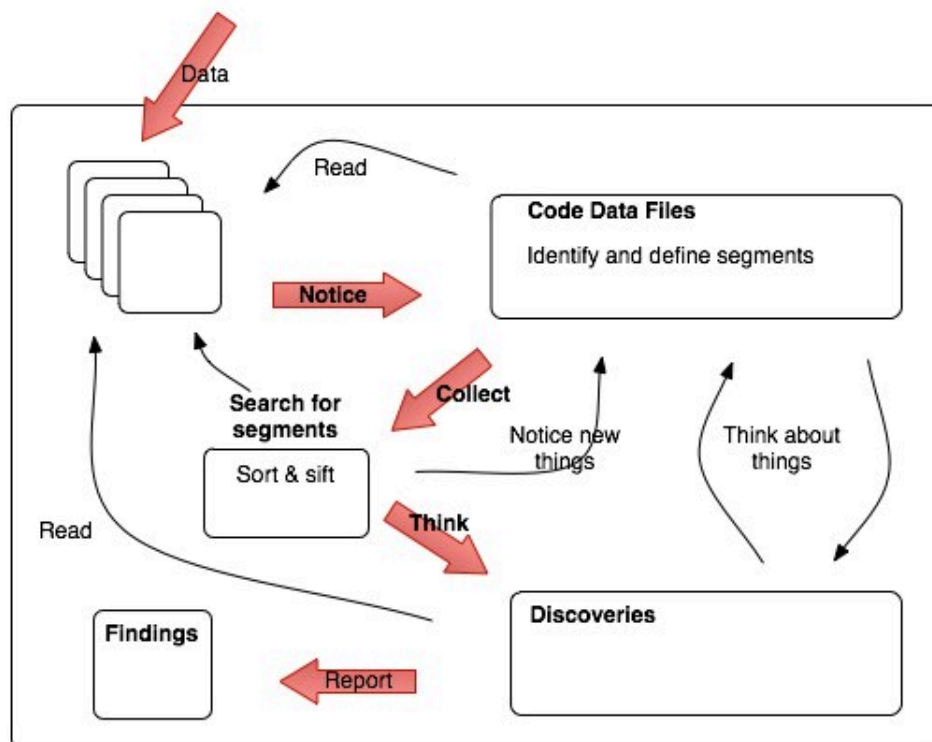 Data
Read
Code Data Files
Identify and define segments
Notice
Collect
Search for
segments
Notice new
things
Think about
things
Sort & sift
Think
Read
Discoveries
Findings
Report